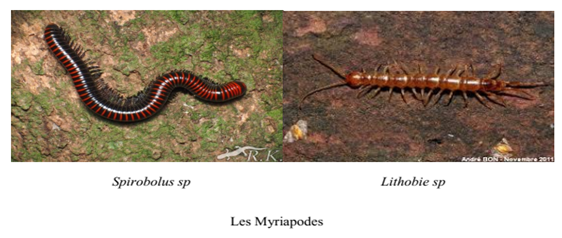 R.K.
André BON - Novembre 2011
Spirobolus sp
Lithobie sp
Les Myriapodes